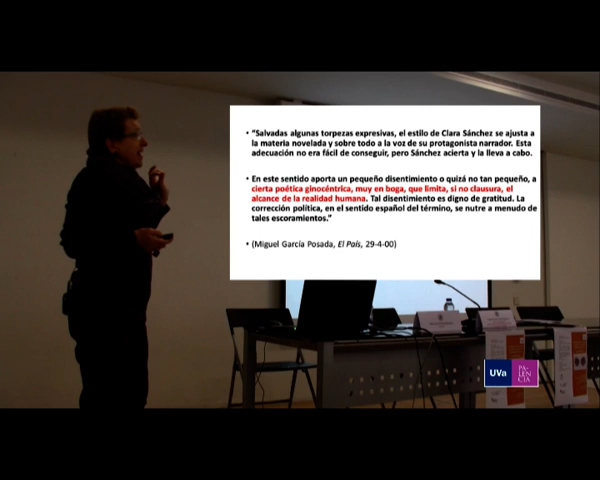 • “Salvadas algunas torpezas expresivas, el estilo de Clara Sánchez se ajusta a
la materia novelada y sobre todo a la voz de su protagonista narrador. Esta
adecuación no era fácil de conseguir, pero Sánchez acierta y la lleva a cabo.
• En este sentido aporta un pequeño disentimiento o quizá no tan pequeño, a
cierta poética ginocéntrica, muy en boga, que limita, si no clausura, el
alcance de la realidad humana. Tal disentimiento es digno de gratitud. La
corrección política, en el sentido español del término, se nutre a menudo de
tales escoramientos.”
• (Miguel García Posada, El País, 29-4-00)
UVa
PA-
LEN
CIA